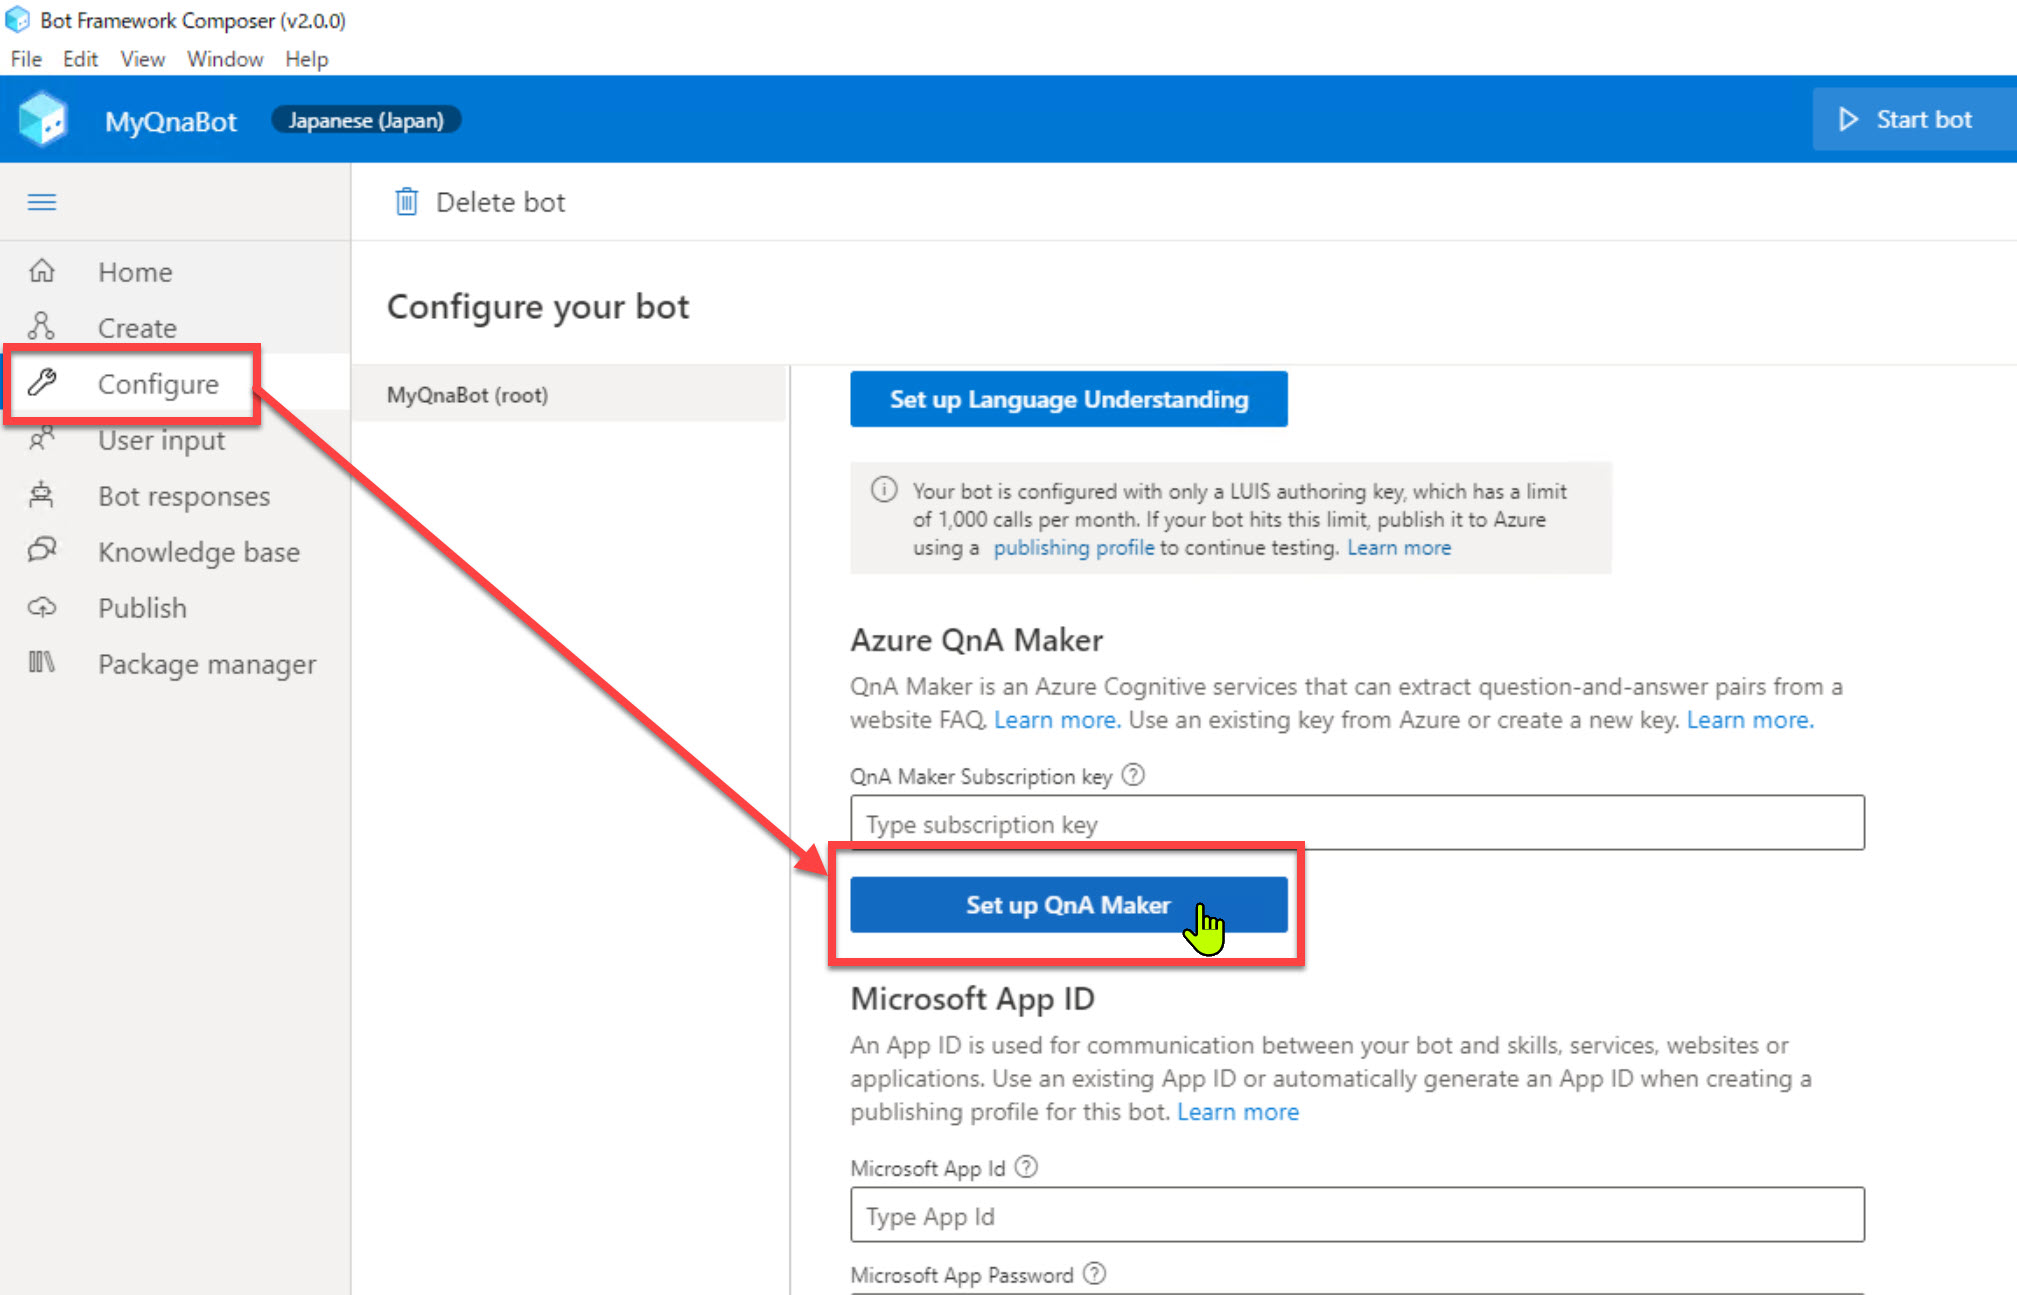 Bot Framework Composer (v2.0.0)
File Edit View Window Help
MyQnaBot Japanese (Japan) Start bot
Delete bot
Home
Create
Configure
User input
Bot responses
Knowledge base
Publish
Package manager
Configure your bot
MyQnaBot (root)
Set up Language Understanding
Your bot is configured with only a LUIS authoring key, which has a limit
of 1,000 calls per month. If your bot hits this limit, publish it to Azure
using a publishing profile to continue testing. Learn more
Azure QnA Maker
QnA Maker is an Azure Cognitive services that can extract question-and-answer pairs from a
website FAQ. Learn more. Use an existing key from Azure or create a new key. Learn more.
QnA Maker Subscription key
Type subscription key
Set up QnA Maker
Microsoft App ID
An App ID is used for communication between your bot and skills, services, websites or
applications. Use an existing App ID or automatically generate an App ID when creating a
publishing profile for this bot. Learn more
Microsoft App Id
Type App Id
Microsoft App Password